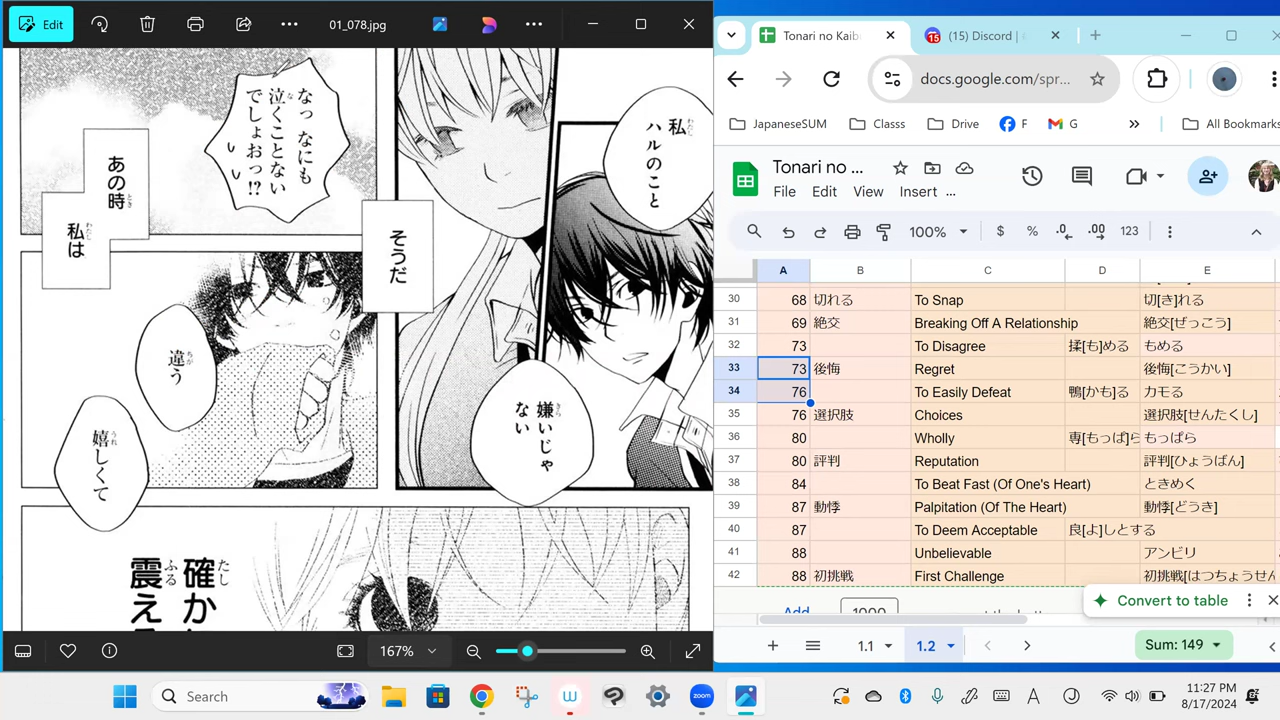 Edit
01_078.jpg
私
ハルのこと
嫌いじゃ
ない
そうだ
なっ なにも
泣くことない
でしょおっ!?
あの時
私は
違う
嬉しくて
確か
震え
167%
Tonari no Kaib
(15) Discord |
docs.google.com/spr...
JapaneseSUM
Classs
Drive
F
G
All Bookmarks
Tonari no ...
File Edit View Insert ...
100% $ % .0 .00 123
A B C D E
30 68 切れる To Snap 切[き]れる
31 69 絶交 Breaking Off A Relationship 絶交[ぜっこう]
32 73 To Disagree 揉[も]める もめる
33 73 後悔 Regret 後悔[こうかい]
34 76 To Easily Defeat 鴨[かも]る カモる
35 76 選択肢 Choices 選択肢[せんたくし]
36 80 Wholly 専[もっぱ]ら もっぱら
37 80 評判 Reputation 評判[ひょうばん]
38 84 To Beat Fast (Of One's Heart) ときめく
39 87 動悸 Palpitation (Of The Heart) 動悸[どうき]
40 87 To Deem Acceptable 良[よ]しとする
41 88 Unbelievable アンビリ
42 88 初挑戦 First Challenge
Add 1000
Convert to table
1.1 1.2
Sum: 149
Search
zoom
11:27 PM
8/17/2024